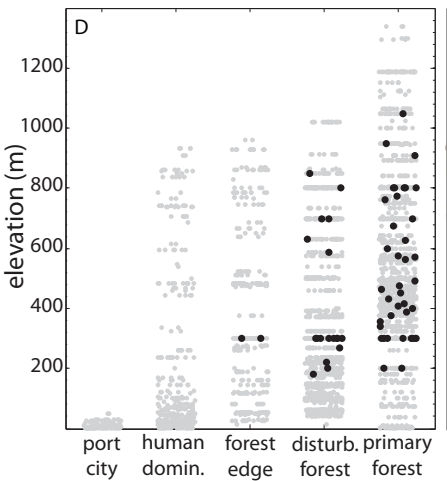 D
elevation (m)
1200
1000
800
600
400
200
port city
human domin.
forest edge
disturb. forest
primary forest